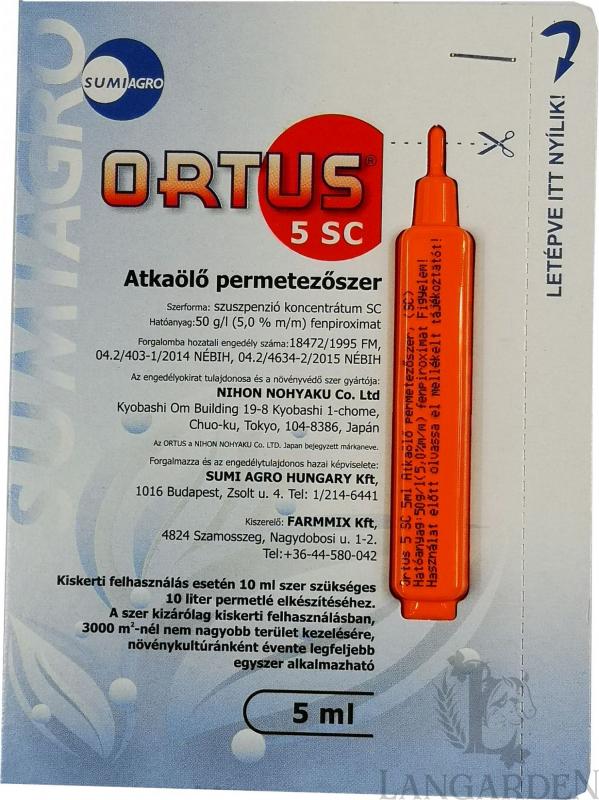 SUMI AGRO
SUMI AGRO
LETÉPVE ITT NYÍLIK!
ORTUS®
5 SC
Atkaölő permetezőszer
Szerforma: szuszpenzió koncentrátum SC
Hatóanyag: 50 g/l (5,0 % m/m) fenpiroximat
Forgalomba hozatali engedély száma: 18472/1995 FM,
04.2/403-1/2014 NÉBIH, 04.2/4634-2/2015 NÉBIH
Az engedélyokirat tulajdonosa és a növényvédő szer gyártója:
NIHON NOHYAKU Co. Ltd
Kyobashi Om Building 19-8 Kyobashi 1-chome,
Chuo-ku, Tokyo, 104-8386, Japán
Az ORTUS a NIHON NOHYAKU Co. LTD. Japan bejegyzett márkaneve.
Forgalmazza és az engedélytulajdonos hazai képviselete:
SUMI AGRO HUNGARY Kft,
1016 Budapest, Zsolt u. 4. Tel: 1/214-6441
Kiszerelő: FARMMIX Kft,
4824 Szamosszeg, Nagydobosi u. 1-2.
Tel:+36-44-580-042
Kiskerti felhasználás esetén 10 ml szer szükséges
10 liter permetlé elkészítéséhez.
A szer kizárólag kiskerti felhasználásban,
3000 m²-nél nem nagyobb terület kezelésére,
növénykultúránként évente legfeljebb
egyszer alkalmazható
5 ml
Ortus 5 SC 5ml Atkaölő permetezőszer, (SC)
Hatóanyag:50g/l(5,0%m/m) fenpiroximat Figyelem!
Használat előtt olvassa el mellékelt tájékoztatót!
L
LANGARDEN